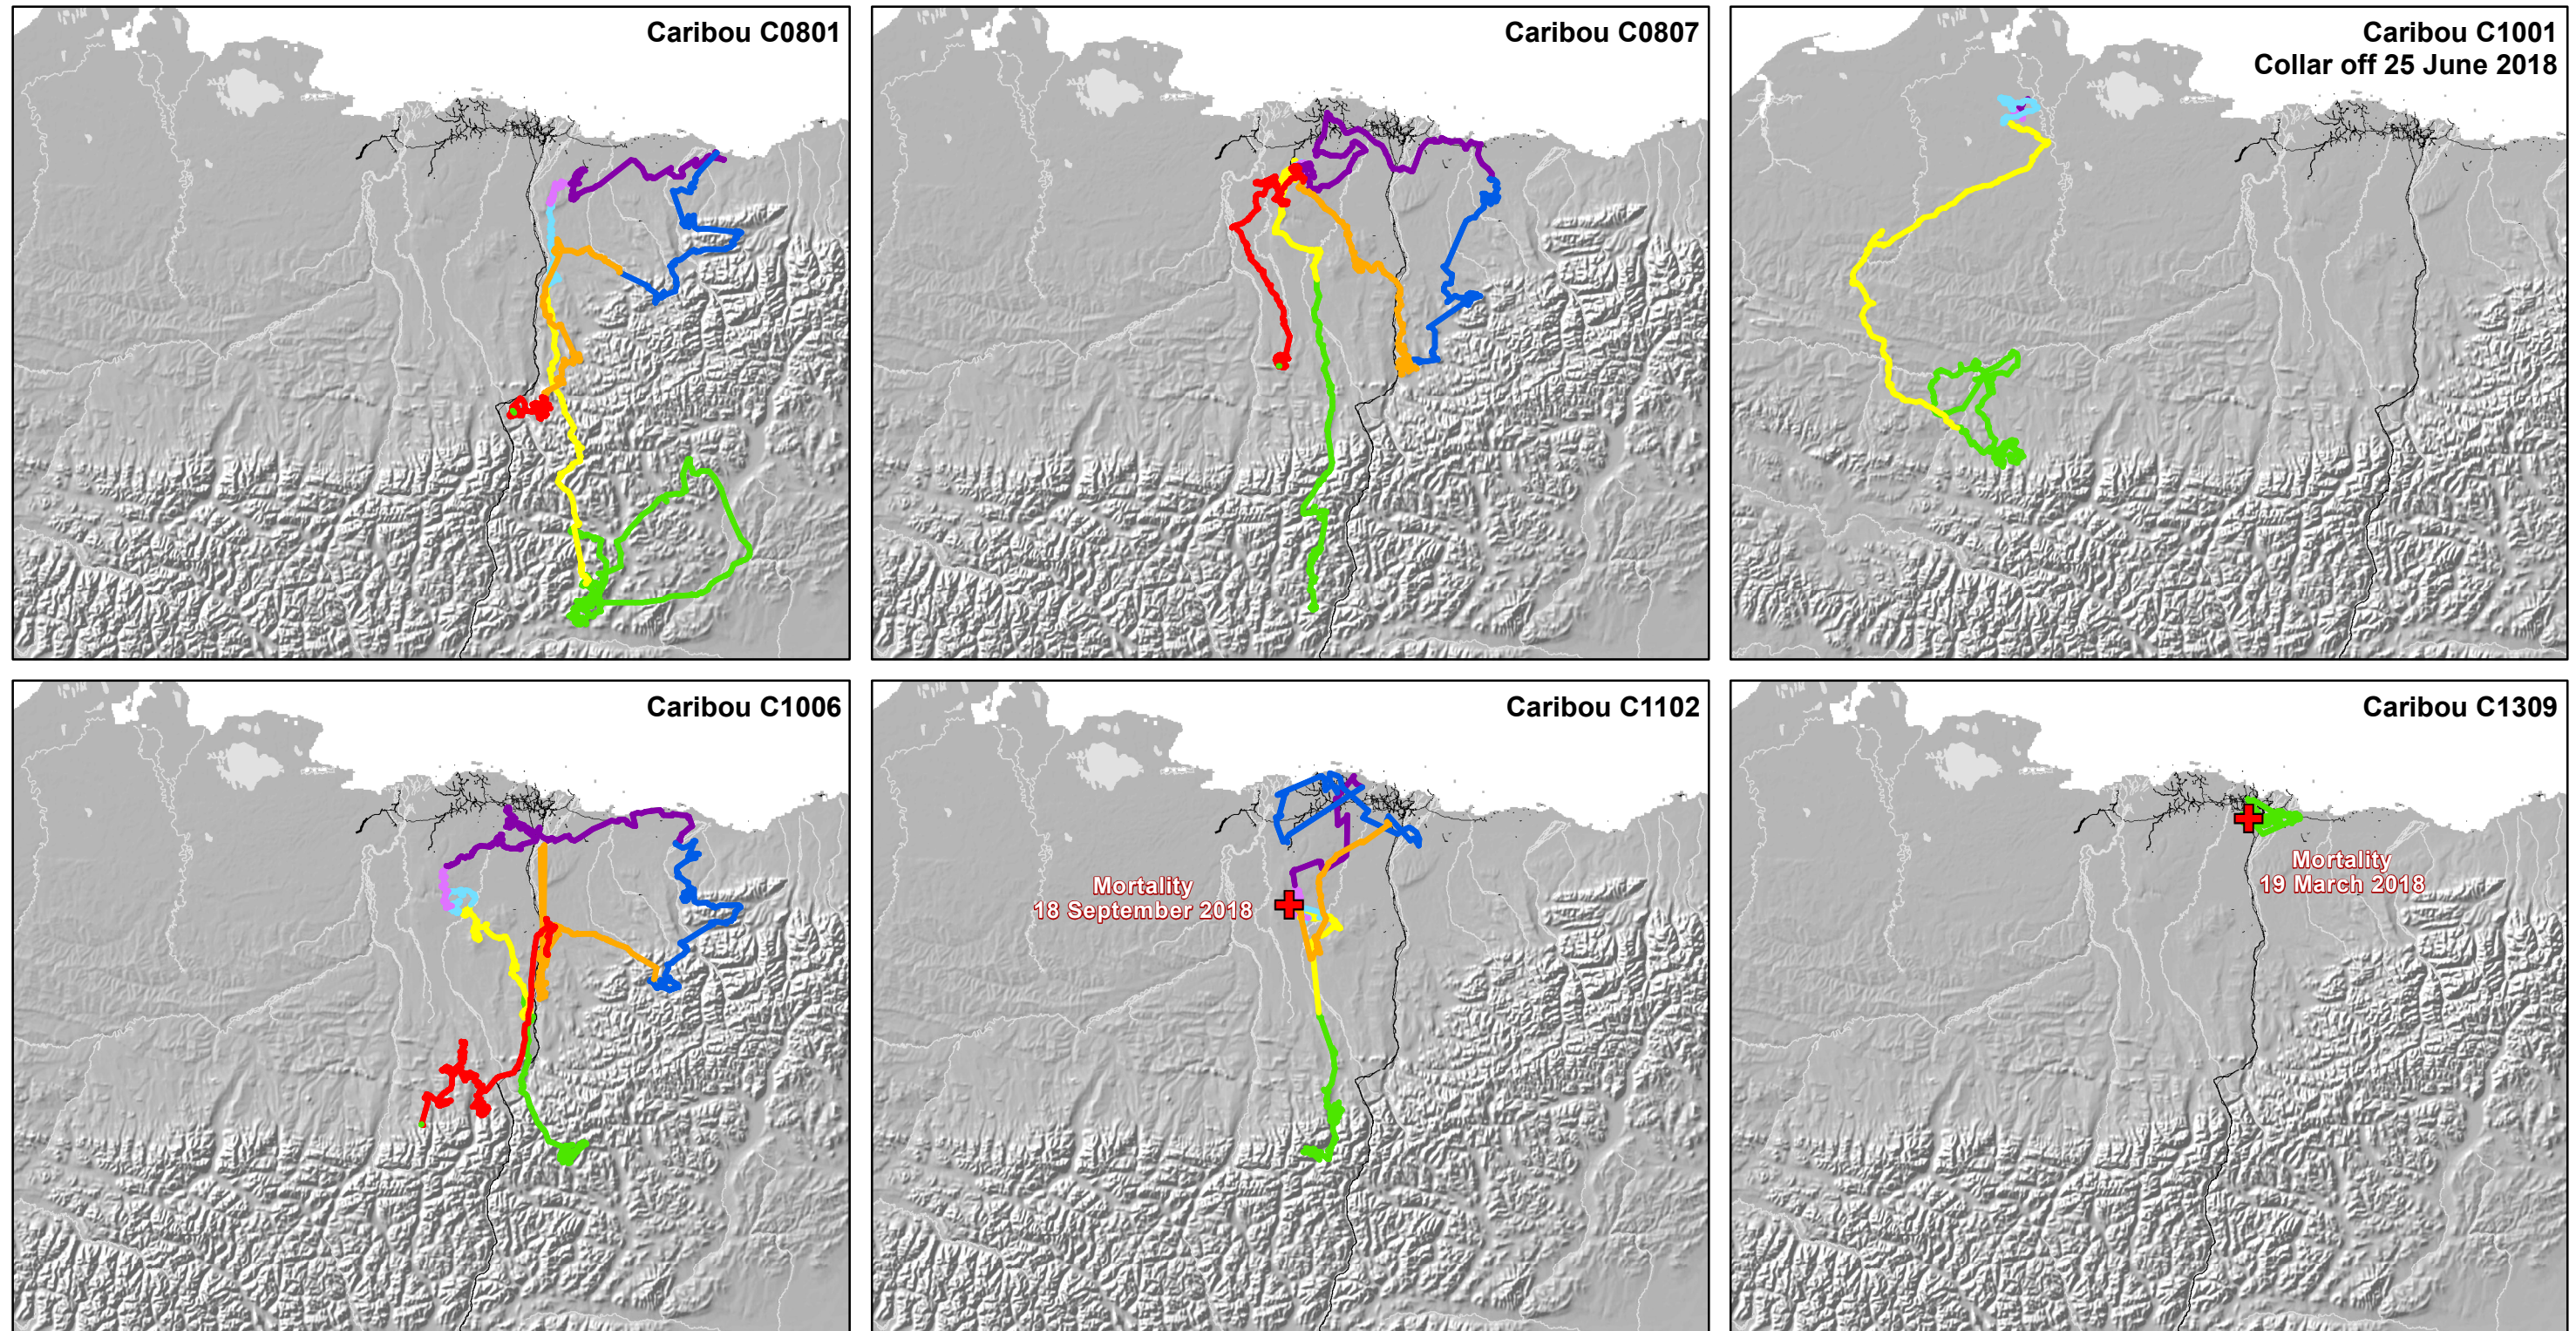 Caribou C0801
Caribou C0807
Caribou C1001
Collar off 25 June 2018
Caribou C1006
Caribou C1102
Mortality
18 September 2018
Caribou C1309
Mortality
19 March 2018